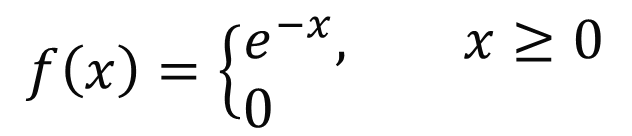 f(x) = {e^{-x}, x ≥ 0
0